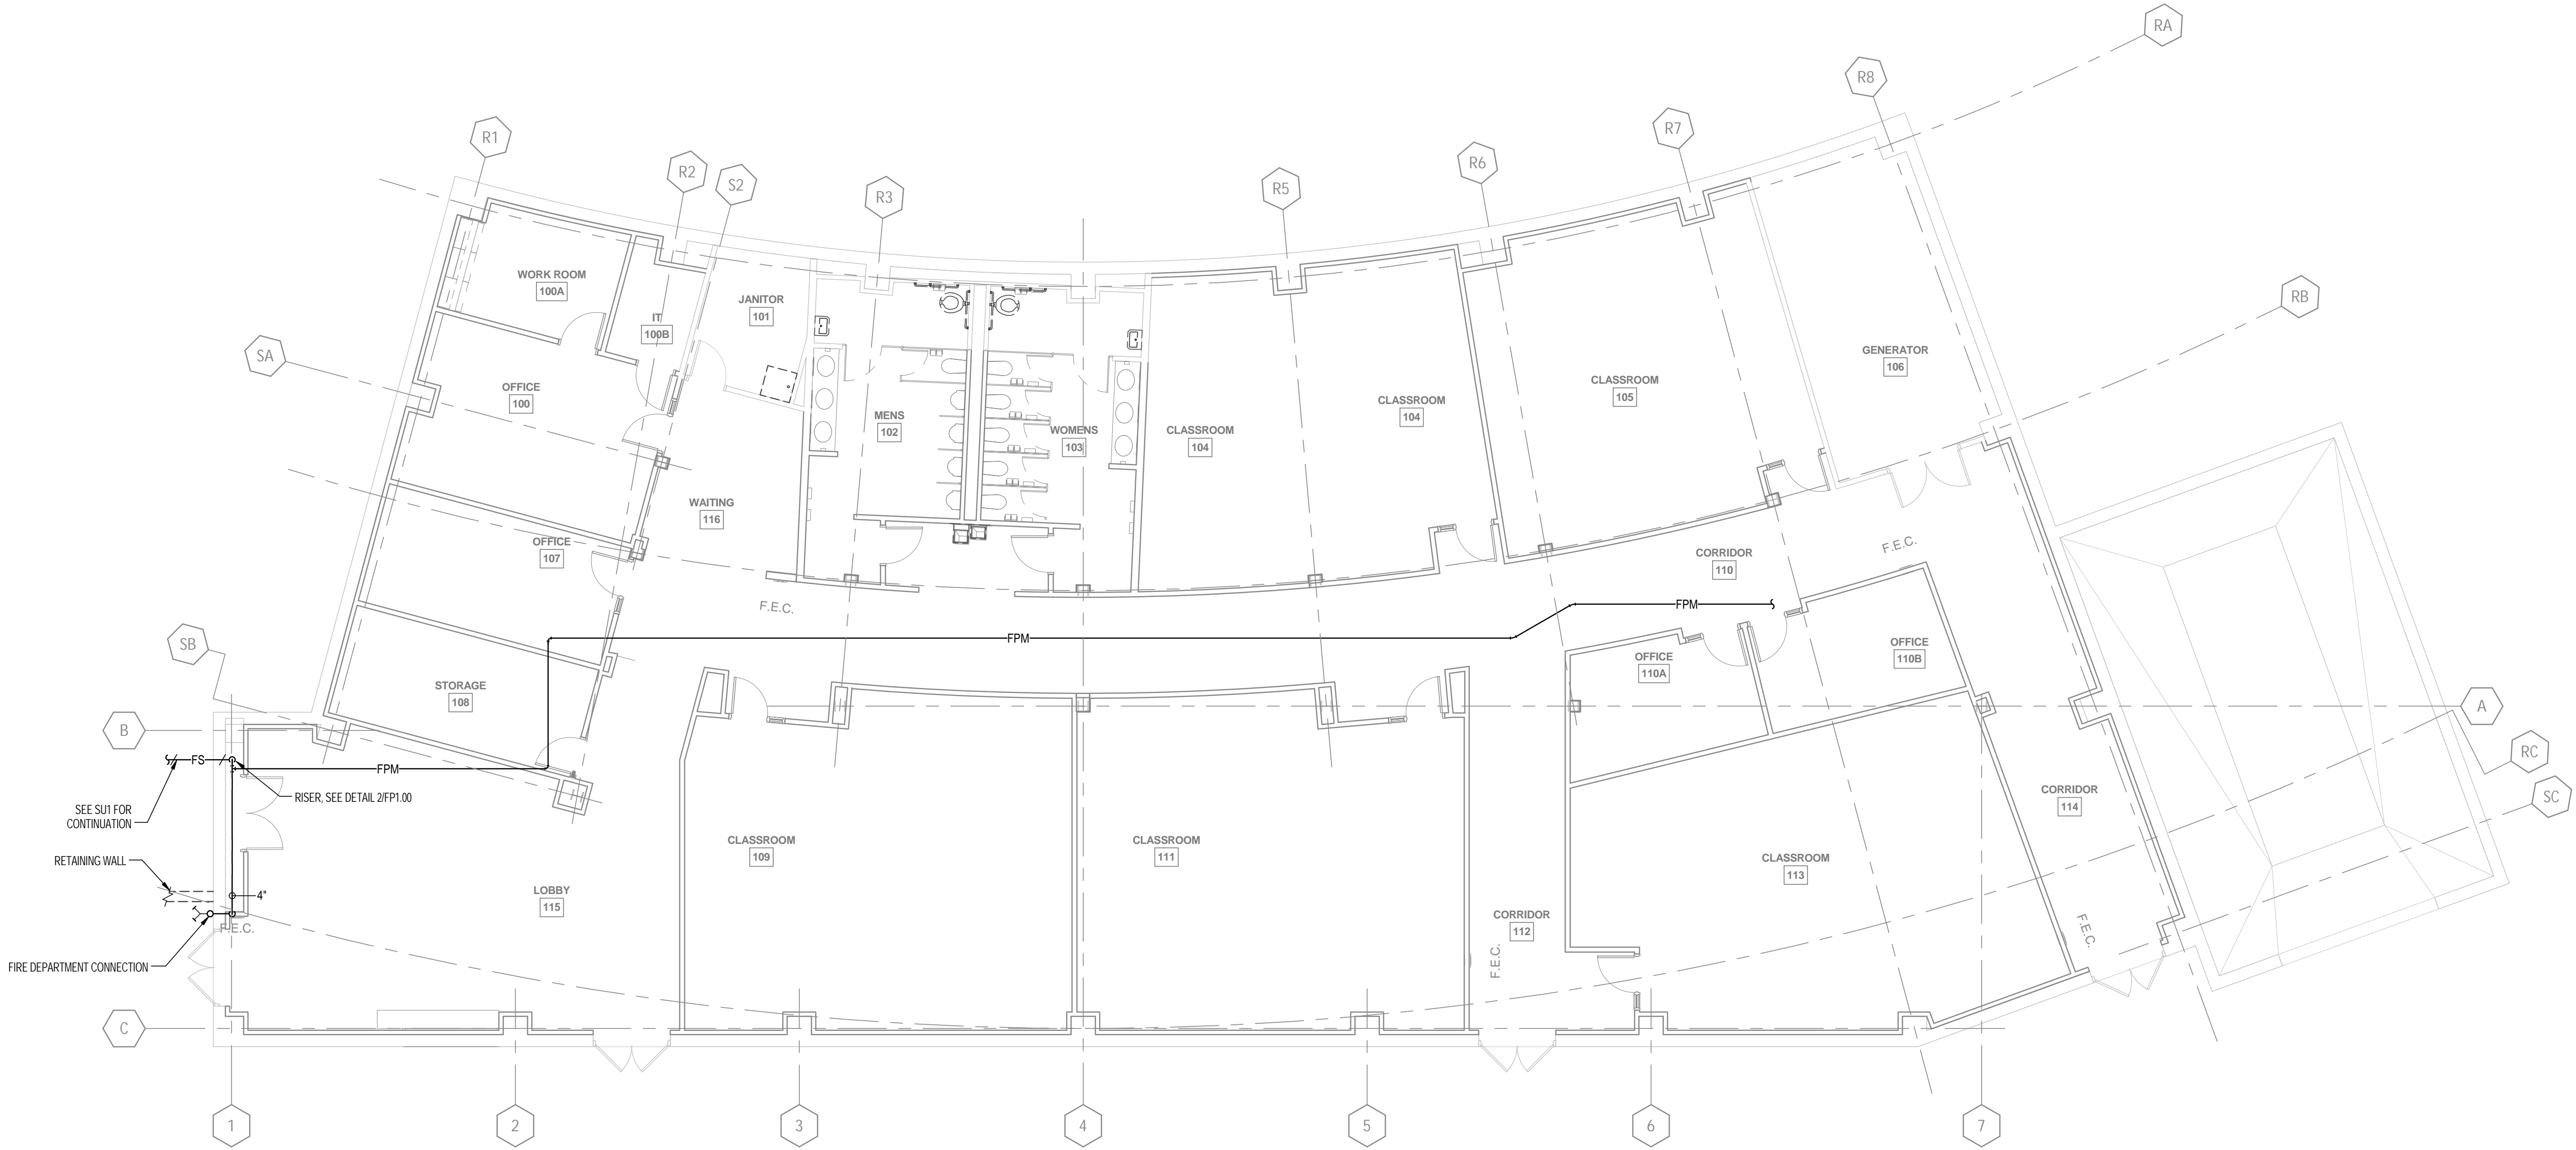 RA
R8
R7
R1
R6
R2
S2
R5
R3
WORK ROOM
100A
JANITOR
101
IT
100B
RB
SA
GENERATOR
106
OFFICE
100
CLASSROOM
105
CLASSROOM
104
MENS
102
WOMENS
103
CLASSROOM
104
WAITING
116
OFFICE
107
CORRIDOR
110
F.E.C.
F.E.C.
FPM
FPM
SB
OFFICE
110A
OFFICE
110B
STORAGE
108
B
A
RC
FS
FPM
RISER, SEE DETAIL 2/FP1.00
SEE SU1 FOR
CONTINUATION
CORRIDOR
114
SC
CLASSROOM
109
CLASSROOM
111
CLASSROOM
113
RETAINING WALL
4"
LOBBY
115
F.E.C.
CORRIDOR
112
F.E.C.
F.E.C.
FIRE DEPARTMENT CONNECTION
C
1
2
3
4
5
6
7